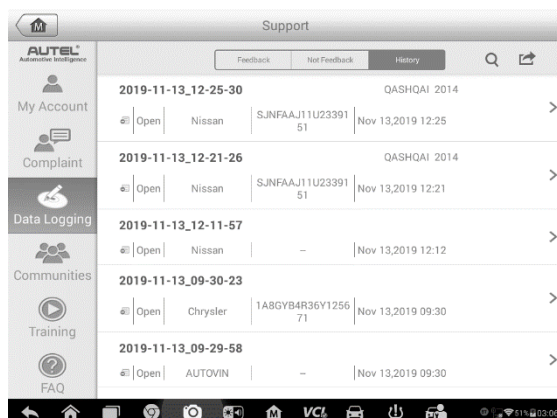 Support
AUTEL®
Automotive Intelligence
My Account
Complaint
Data Logging
Communities
Training
FAQ
Feedback
Not Feedback
History
2019-11-13_12-25-30
QASHQAI 2014
Open
Nissan
SJNFAAJ11U23391
51
Nov 13,2019 12:25
2019-11-13_12-21-26
QASHQAI 2014
Open
Nissan
SJNFAAJ11U23391
51
Nov 13,2019 12:21
2019-11-13_12-11-57
Open
Nissan
--
Nov 13,2019 12:12
2019-11-13_09-30-23
Open
Chrysler
1A8GYB4R36Y1256
71
Nov 13,2019 09:30
2019-11-13_09-29-58
Open
AUTOVIN
--
Nov 13,2019 09:30
M
VCI
51%
03:06